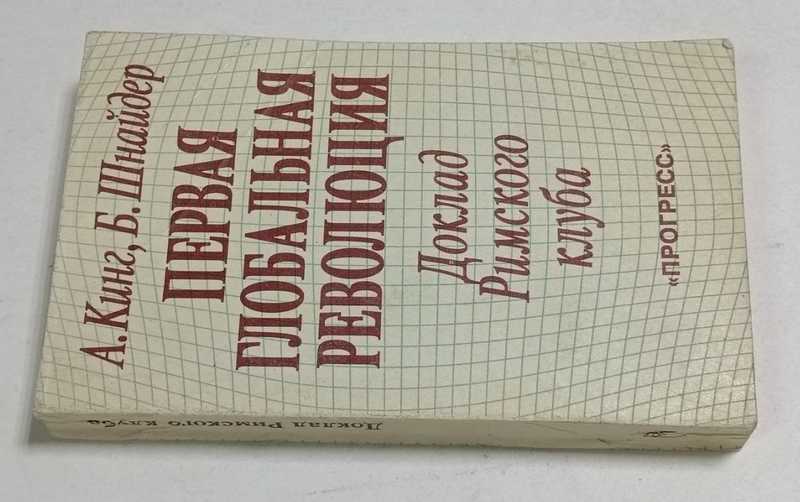 А. Кинг, Б. Шнайдер
ПЕРВАЯ
ГЛОБАЛЬНАЯ
РЕВОЛЮЦИЯ
Доклад
Римского
клуба
«ПРОГРЕСС»
Доклад Римского клуба